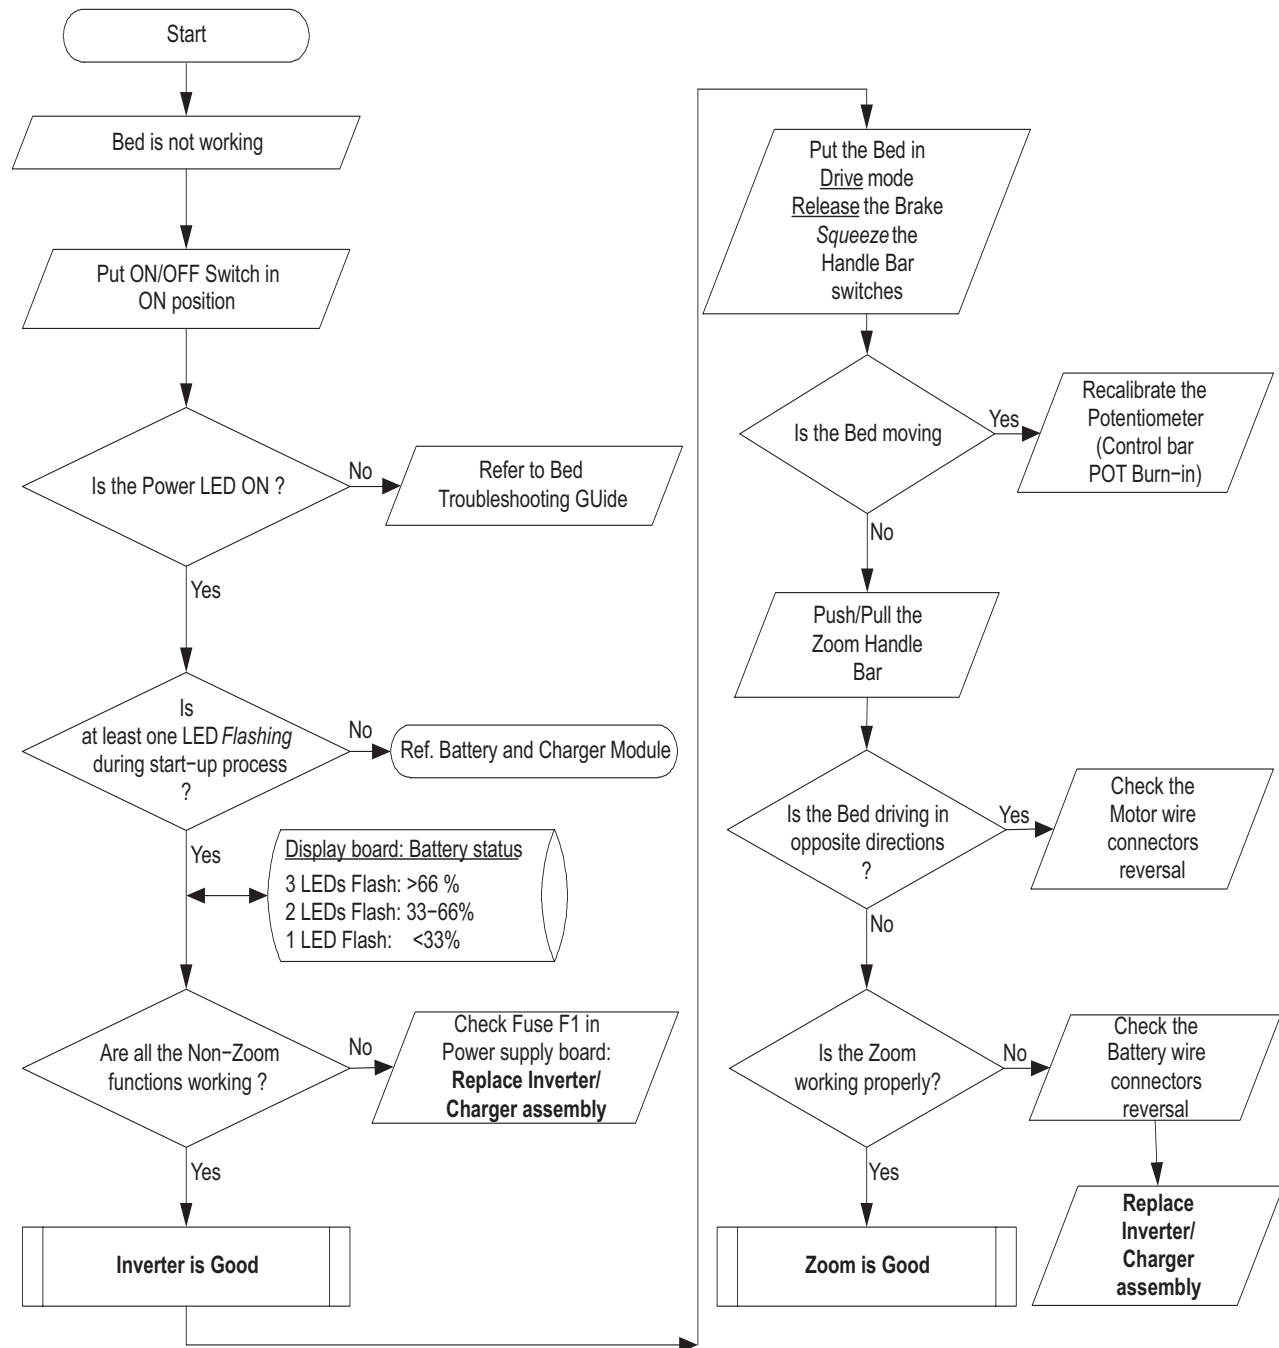 Start
Bed is not working
Put ON/OFF Switch in
ON position
Is the Power LED ON ?
No
Refer to Bed
Troubleshooting GUide
Yes
Is
at least one LED Flashing
during start-up process
?
No
Ref. Battery and Charger Module
Yes
Display board: Battery status
3 LEDs Flash: >66 %
2 LEDs Flash: 33-66%
1 LED Flash: <33%
Are all the Non-Zoom
functions working ?
No
Check Fuse F1 in
Power supply board:
Replace Inverter/
Charger assembly
Yes
Inverter is Good
Put the Bed in
Drive mode
Release the Brake
Squeeze the
Handle Bar
switches
Is the Bed moving
Yes
Recalibrate the
Potentiometer
(Control bar
POT Burn-in)
No
Push/Pull the
Zoom Handle
Bar
Is the Bed driving in
opposite directions
?
Yes
Check the
Motor wire
connectors
reversal
No
Is the Zoom
working properly?
No
Check the
Battery wire
connectors
reversal
Yes
Replace
Inverter/
Charger
assembly
Zoom is Good